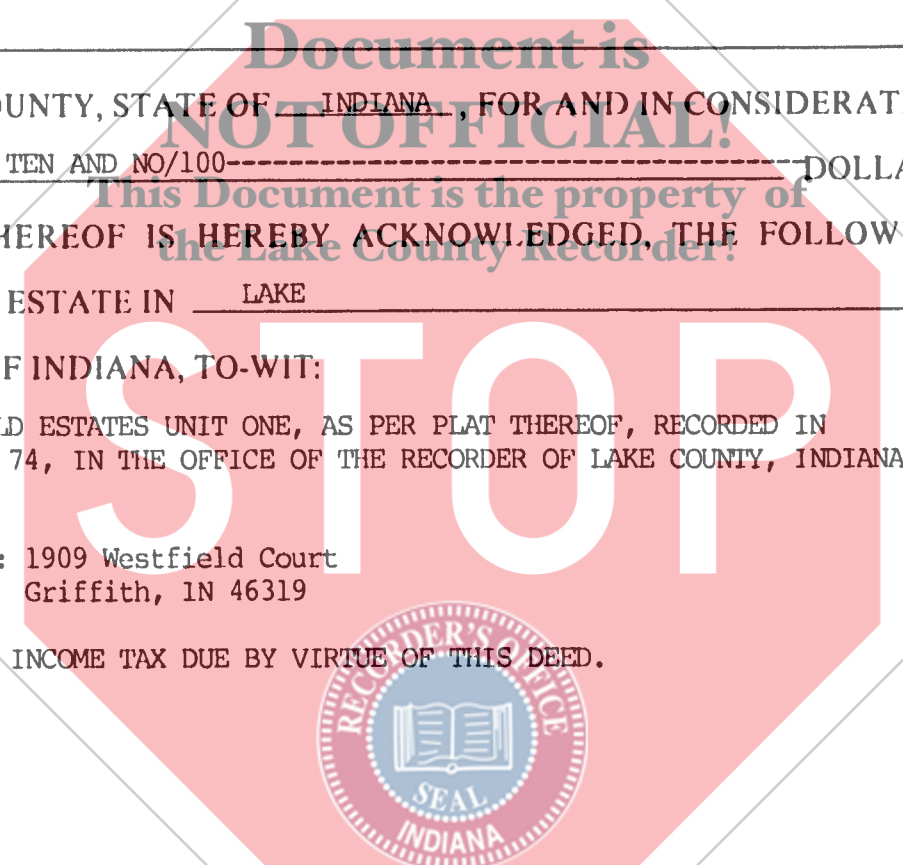 Document is
OUNTY, STATE OF INDIANA, FOR AND IN CONSIDERAT
NOT OFFICIAL!
TEN AND NO/100------------------------------------DOLLA
This Document is the property of
HEREOF IS HEREBY ACKNOWLEDGED, THE FOLLOW
the Lake County Recorder!
ESTATE IN LAKE
F INDIANA, TO-WIT:
STOP
LD ESTATES UNIT ONE, AS PER PLAT THEREOF, RECORDED IN
74, IN THE OFFICE OF THE RECORDER OF LAKE COUNTY, INDIANA
: 1909 Westfield Court
Griffith, IN 46319
INCOME TAX DUE BY VIRTUE OF THIS DEED.
RECORDER'S OFFICE
SEAL
INDIANA